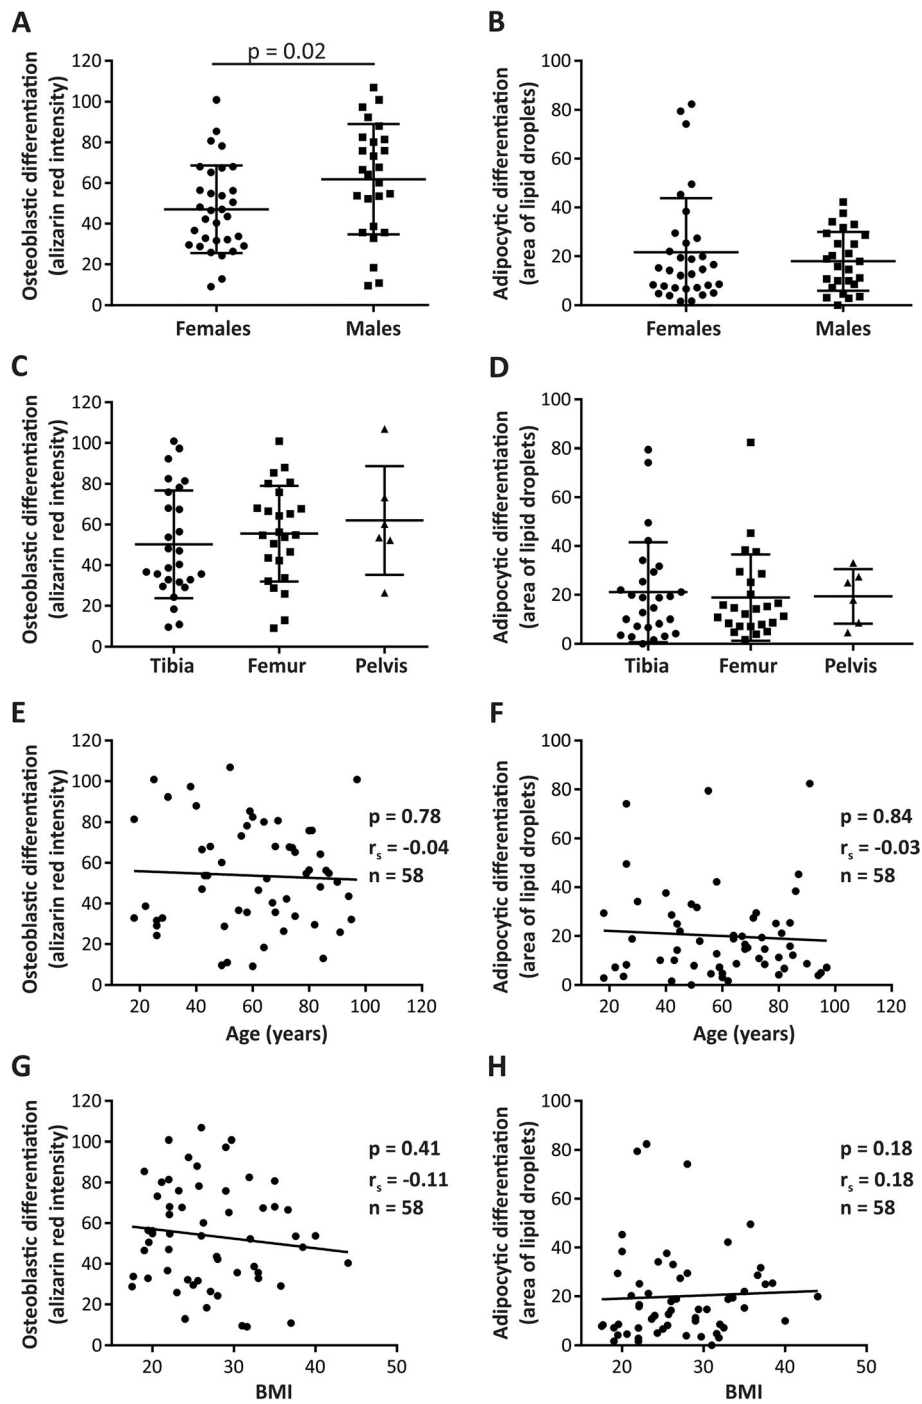 A
Osteoblastic differentiation
(alizarin red intensity)
120
100
80
60
40
20
0
p = 0.02
Females
Males
B
Adipocytic differentiation
(area of lipid droplets)
100
80
60
40
20
0
Females
Males
C
Osteoblastic differentiation
(alizarin red intensity)
120
100
80
60
40
20
0
Tibia
Femur
Pelvis
D
Adipocytic differentiation
(area of lipid droplets)
100
80
60
40
20
0
Tibia
Femur
Pelvis
E
Osteoblastic differentiation
(alizarin red intensity)
120
100
80
60
40
20
0
p = 0.78
rs = -0.04
n = 58
20 40 60 80 100 120
Age (years)
F
Adipocytic differentiation
(area of lipid droplets)
100
80
60
40
20
0
p = 0.84
rs = -0.03
n = 58
20 40 60 80 100 120
Age (years)
G
Osteoblastic differentiation
(alizarin red intensity)
120
100
80
60
40
20
0
p = 0.41
rs = -0.11
n = 58
20 30 40 50
BMI
H
Adipocytic differentiation
(area of lipid droplets)
100
80
60
40
20
0
p = 0.18
rs = 0.18
n = 58
20 30 40 50
BMI